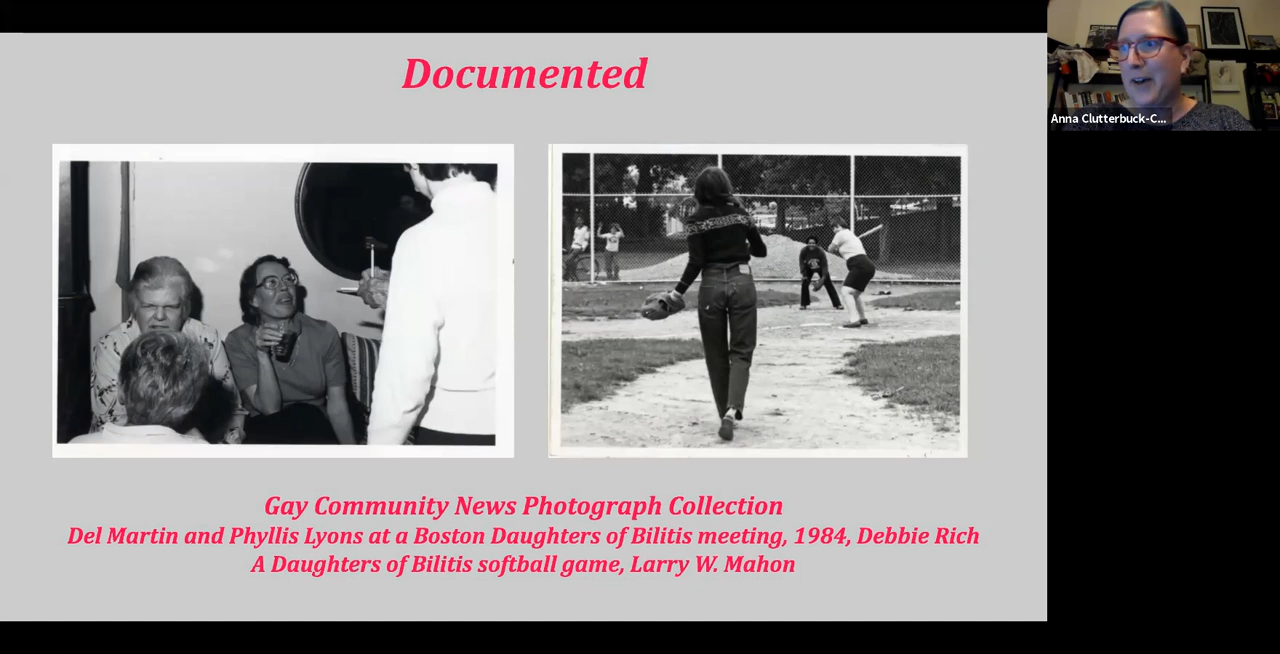 Documented
Anna Clutterbuck-C...
Gay Community News Photograph Collection
Del Martin and Phyllis Lyons at a Boston Daughters of Bilitis meeting, 1984, Debbie Rich
A Daughters of Bilitis softball game, Larry W. Mahon